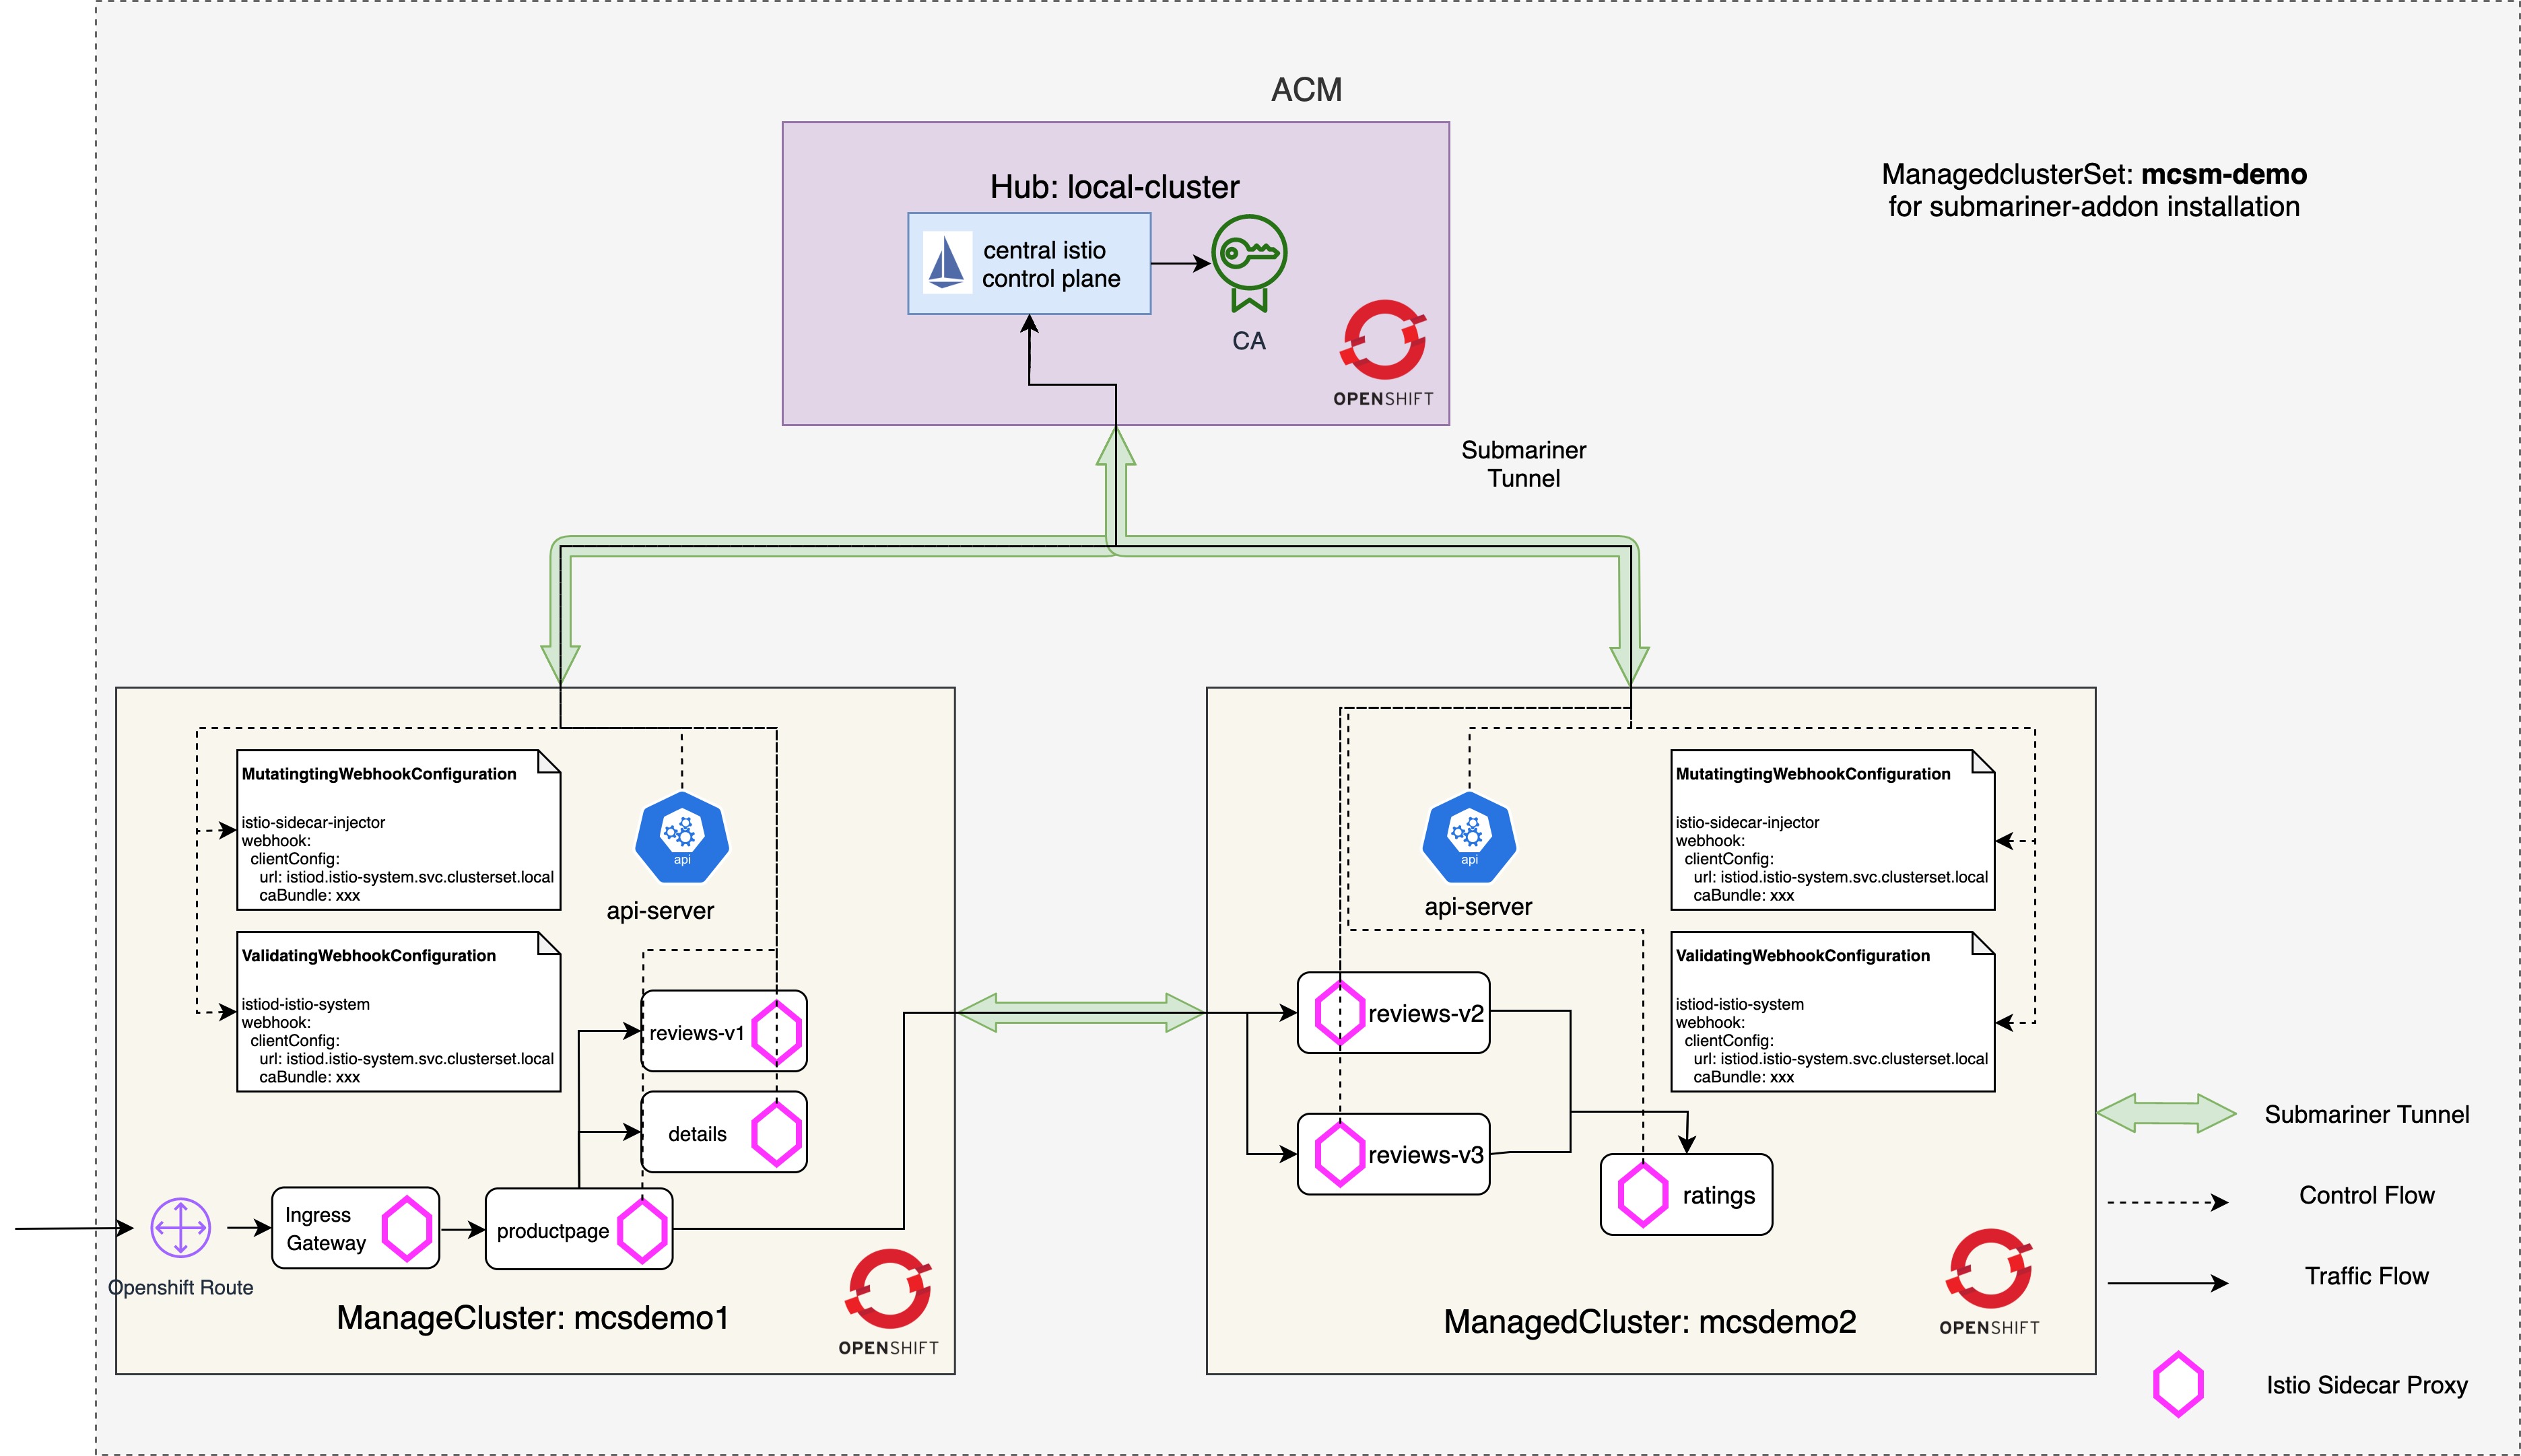 ACM
Hub: local-cluster
central istio
control plane
CA
OPENSHIFT
ManagedclusterSet: mcsm-demo
for submariner-addon installation
Submariner
Tunnel
MutatingtingWebhookConfiguration
istio-sidecar-injector
webhook:
clientConfig:
url: istiod.istio-system.svc.clusterset.local
caBundle: xxx
api
api-server
ValidatingWebhookConfiguration
istiod-istio-system
webhook:
clientConfig:
url: istiod.istio-system.svc.clusterset.local
caBundle: xxx
reviews-v1
details
Ingress
Gateway
productpage
Openshift Route
ManageCluster: mcsdemo1
OPENSHIFT
api
api-server
MutatingtingWebhookConfiguration
istio-sidecar-injector
webhook:
clientConfig:
url: istiod.istio-system.svc.clusterset.local
caBundle: xxx
ValidatingWebhookConfiguration
istiod-istio-system
webhook:
clientConfig:
url: istiod.istio-system.svc.clusterset.local
caBundle: xxx
reviews-v2
reviews-v3
ratings
ManagedCluster: mcsdemo2
OPENSHIFT
Submariner Tunnel
Control Flow
Traffic Flow
Istio Sidecar Proxy